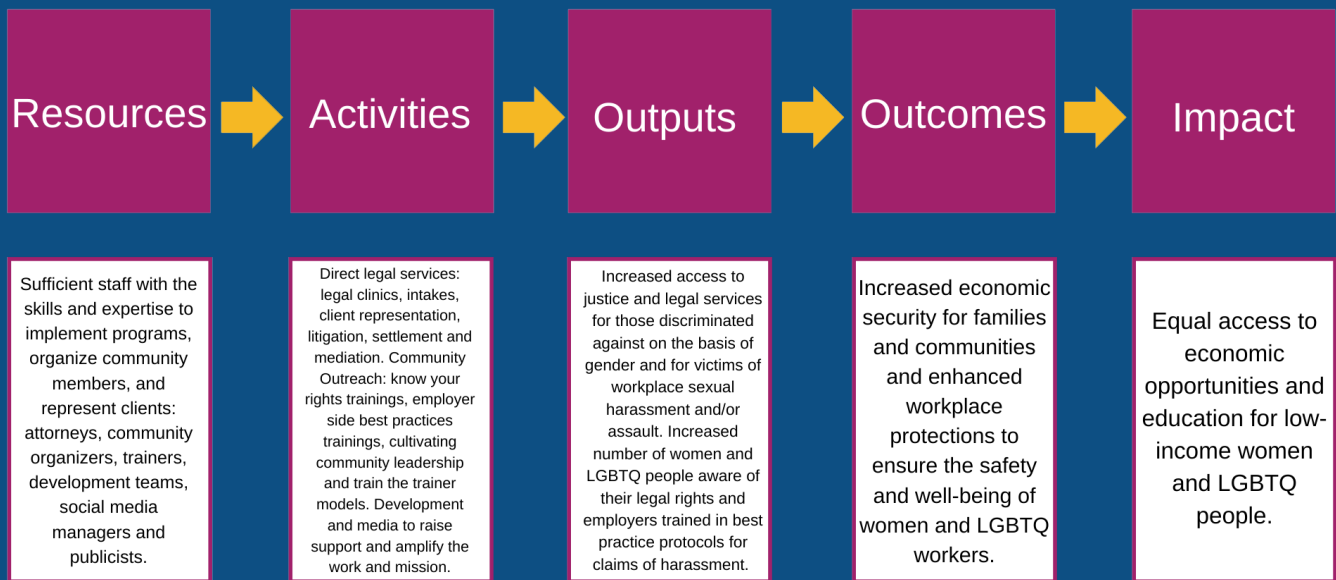 Resources
Activities
Outputs
Outcomes
Impact
Sufficient staff with the
skills and expertise to
implement programs,
organize community
members, and
represent clients:
attorneys, community
organizers, trainers,
development teams,
social media
managers and
publicists.
Direct legal services:
legal clinics, intakes,
client representation,
litigation, settlement and
mediation. Community
Outreach: know your
rights trainings, employer
side best practices
trainings, cultivating
community leadership
and train the trainer
models. Development
and media to raise
support and amplify the
work and mission.
Increased access to
justice and legal services
for those discriminated
against on the basis of
gender and for victims of
workplace sexual
harassment and/or
assault. Increased
number of women and
LGBTQ people aware of
their legal rights and
employers trained in best
practice protocols for
claims of harassment.
Increased economic
security for families
and communities
and enhanced
workplace
protections to
ensure the safety
and well-being of
women and LGBTQ
workers.
Equal access to
economic
opportunities and
education for low-
income women
and LGBTQ
people.